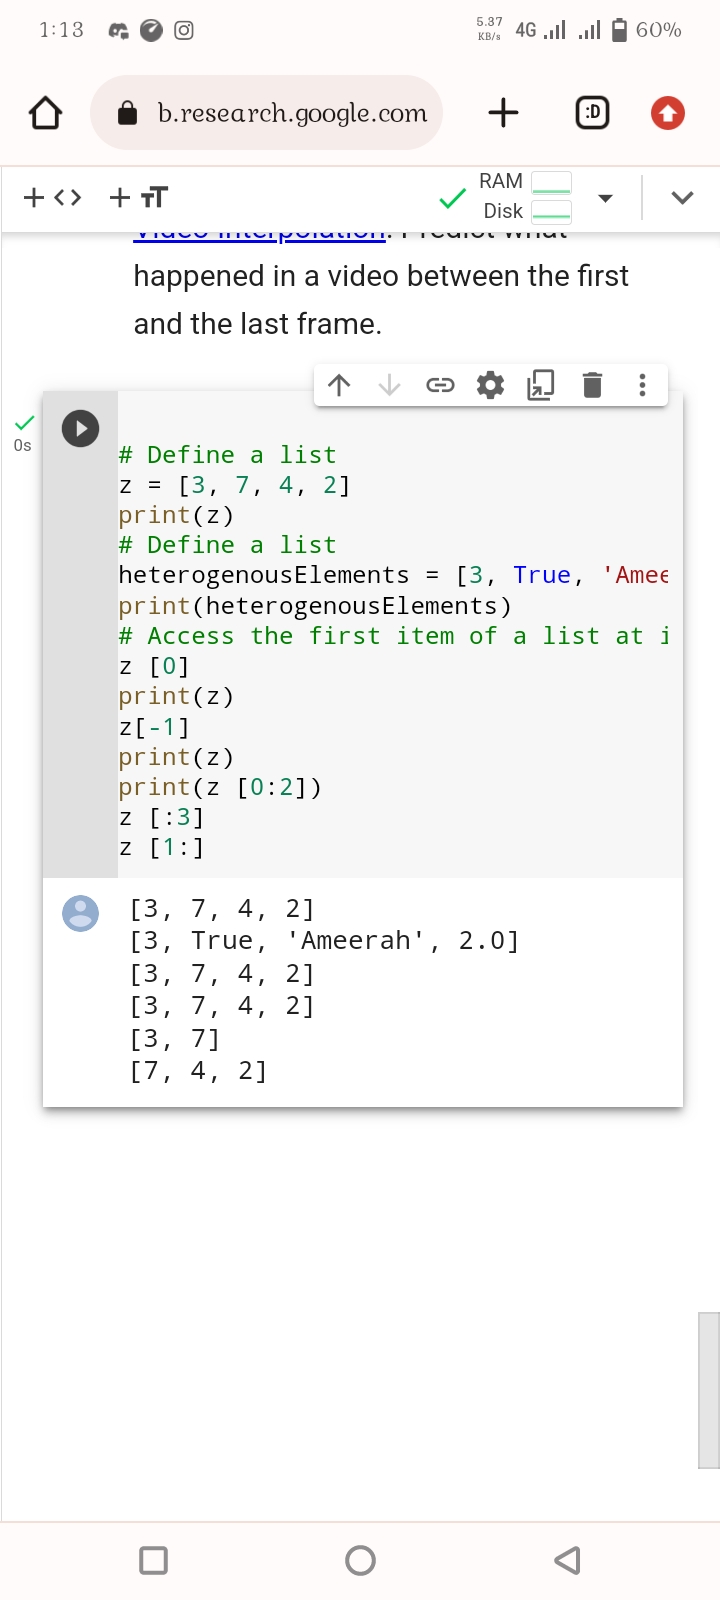 1:13 5.37 KB/s 4G 60%
b.research.google.com :D
+ <> + TT RAM
Disk
Video interpolation: Predict what
happened in a video between the first
and the last frame.
0s
# Define a list
z = [3, 7, 4, 2]
print(z)
# Define a list
heterogenousElements = [3, True, 'Amee
print(heterogenousElements)
# Access the first item of a list at i
z [0]
print(z)
z[-1]
print(z)
print(z [0:2])
z [:3]
z [1:]
[3, 7, 4, 2]
[3, True, 'Ameerah', 2.0]
[3, 7, 4, 2]
[3, 7, 4, 2]
[3, 7]
[7, 4, 2]